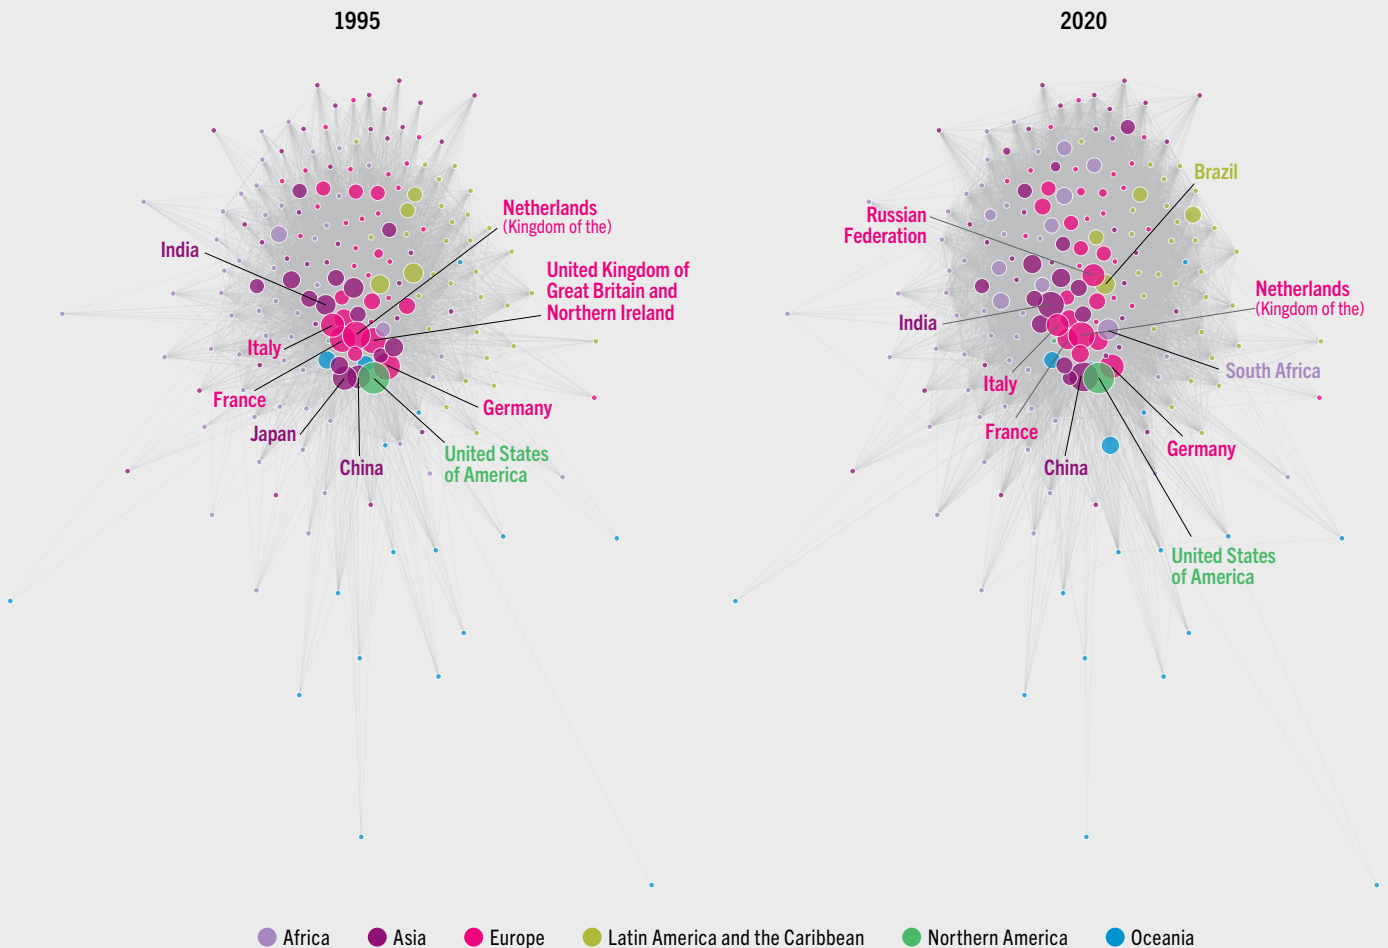 1995
2020
Netherlands
(Kingdom of the)
India
United Kingdom of
Great Britain and
Northern Ireland
Italy
France
Germany
Japan
China
United States
of America
Brazil
Russian
Federation
Netherlands
(Kingdom of the)
India
South Africa
Italy
France
Germany
China
United States
of America
Africa
Asia
Europe
Latin America and the Caribbean
Northern America
Oceania